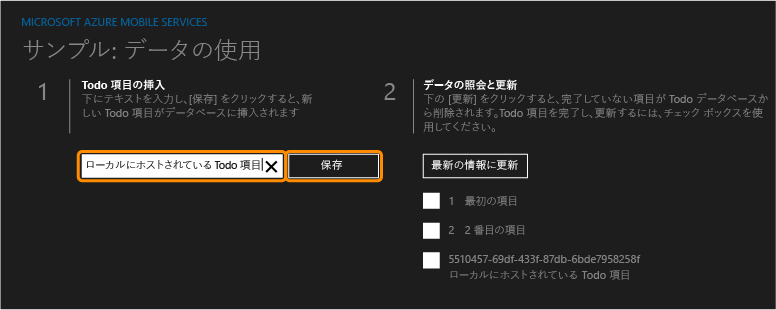 MICROSOFT AZURE MOBILE SERVICES
サンプル: データの使用
1
Todo 項目の挿入
下にテキストを入力し、[保存] をクリックすると、新
しい Todo 項目がデータベースに挿入されます
ローカルにホストされている Todo 項目
保存
2
データの照会と更新
下の [更新] をクリックすると、完了していない項目が Todo データベースか
ら削除されます。Todo 項目を完了し、更新するには、チェック ボックスを使
用してください。
最新の情報に更新
1 最初の項目
2 2 番目の項目
5510457-69df-433f-87db-6bde7958258f
ローカルにホストされている Todo 項目